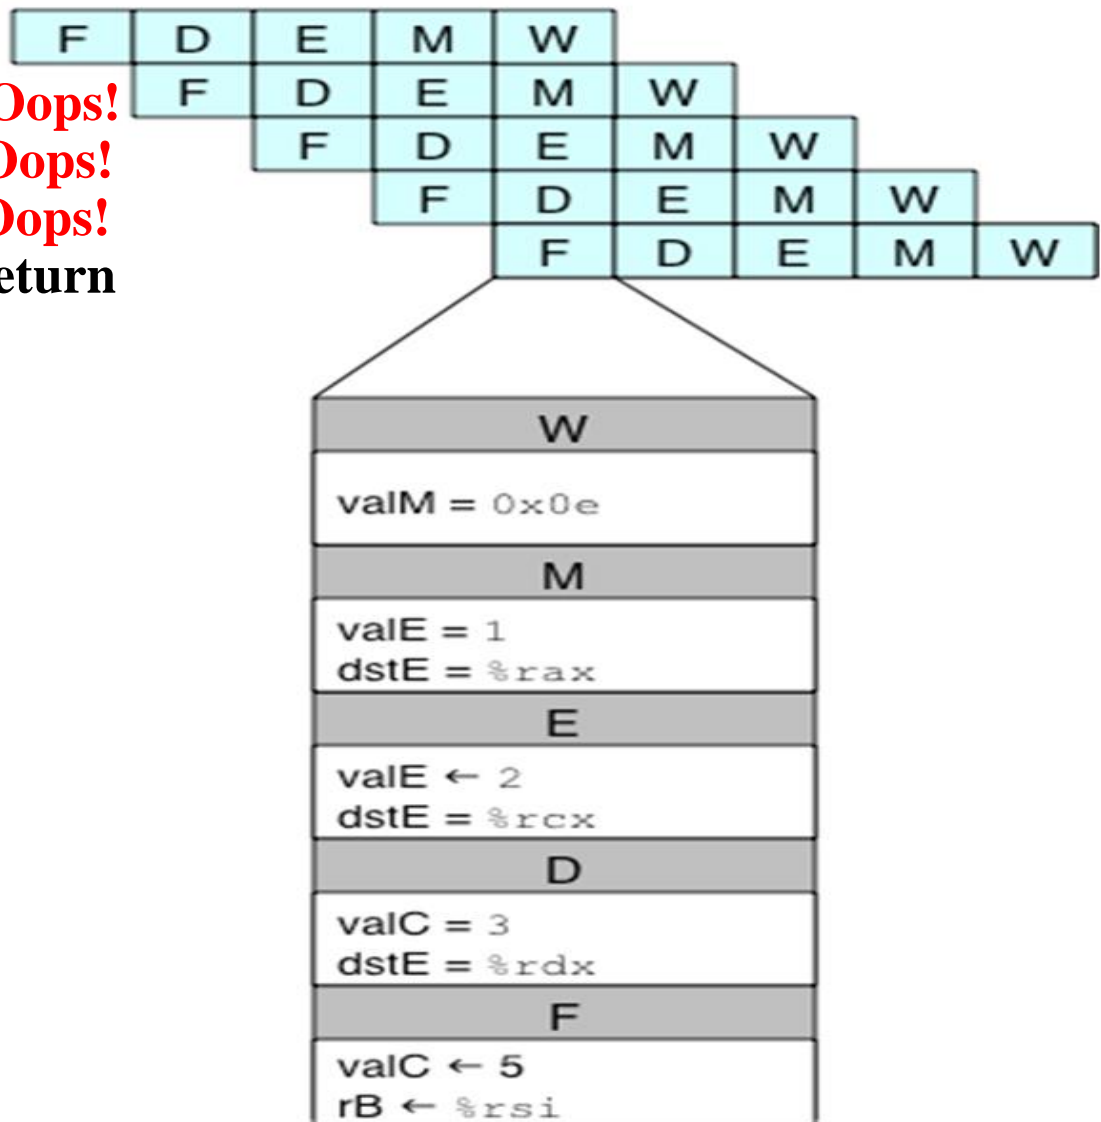 F D E M W
Oops! F D E M W
Oops! F D E M W
Oops! F D E M W
eturn F D E M W
W
valM = 0x0e
M
valE = 1
dstE = %rax
E
valE ← 2
dstE = %rcx
D
valC = 3
dstE = %rdx
F
valC ← 5
rB ← %rsi